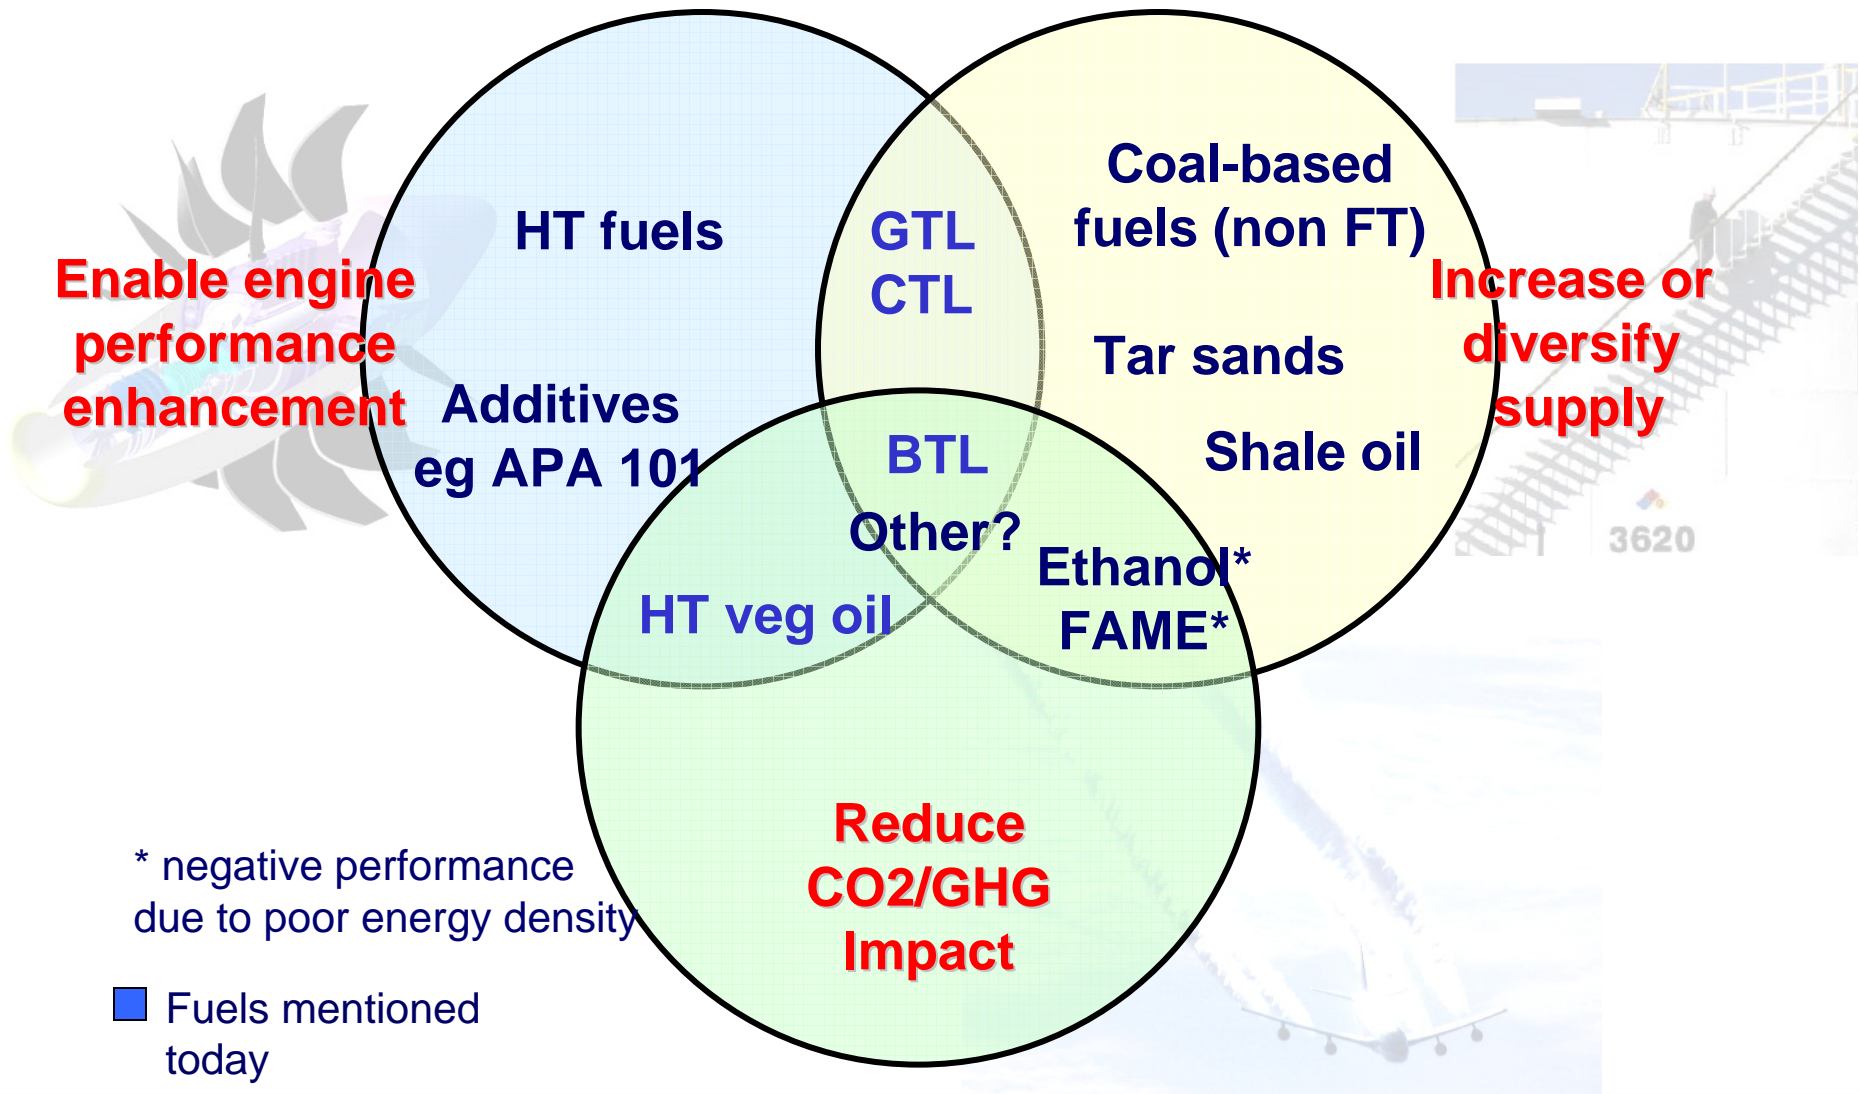 HT fuels
Enable engine
performance
enhancement
Additives
eg APA 101
GTL
CTL
Coal-based
fuels (non FT)
Tar sands
Shale oil
Increase or
diversify
supply
BTL
Other?
HT veg oil
Ethanol*
FAME*
3620
Reduce
CO2/GHG
Impact
* negative performance
due to poor energy density
Fuels mentioned
today